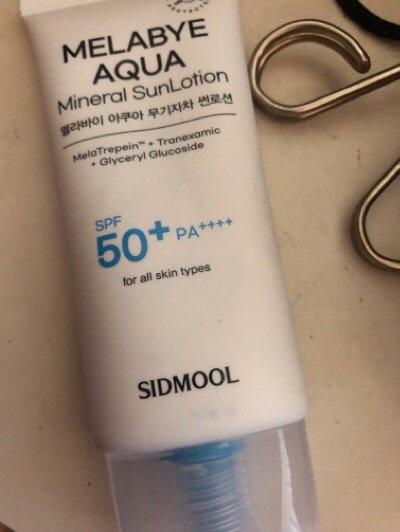 MELABYE
AQUA
Mineral SunLotion
멜라바이 아쿠아 무기자차 썬로션
MelaTrepein™ + Tranexamic
+ Glyceryl Glucoside
SPF
50+ PA++++
for all skin types
SIDMOOL